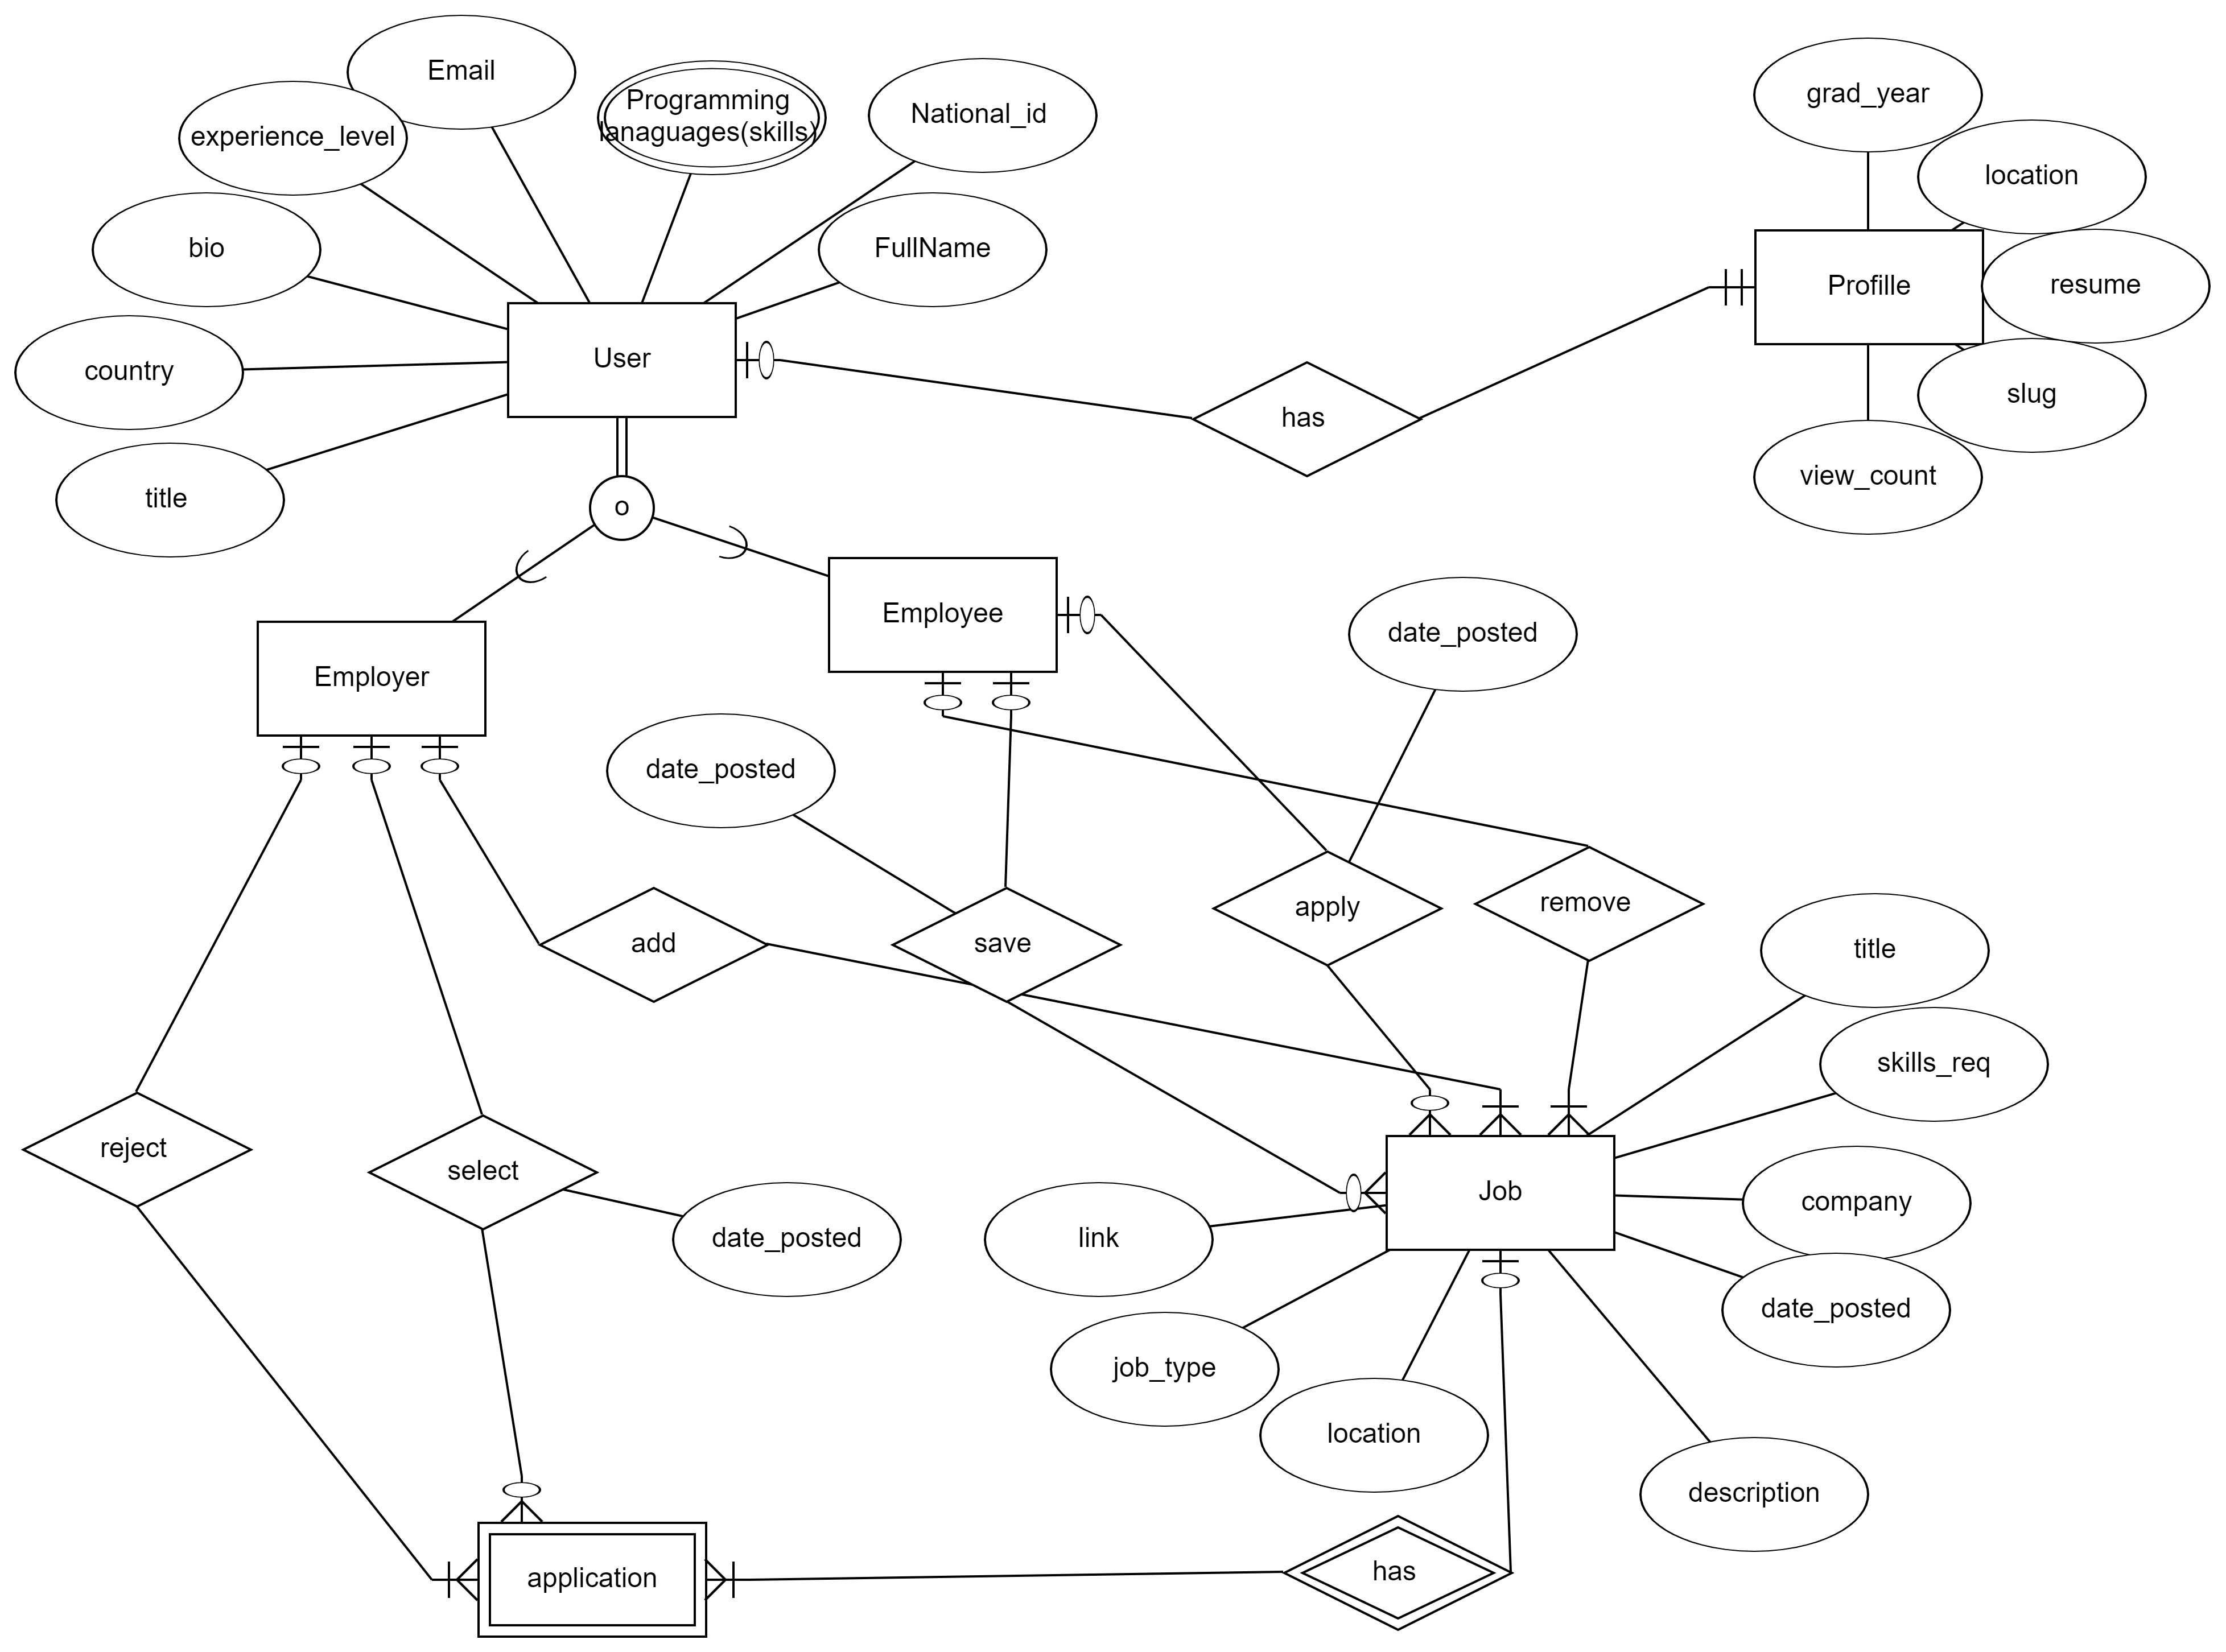 Email
grad_year
Programming
lanaguages(skills)
National_id
experience_level
location
bio
FullName
Profille
resume
User
country
slug
has
view_count
title
o
Employee
date_posted
Employer
date_posted
remove
apply
add
save
title
skills_req
reject
select
Job
company
date_posted
link
date_posted
job_type
location
description
has
application